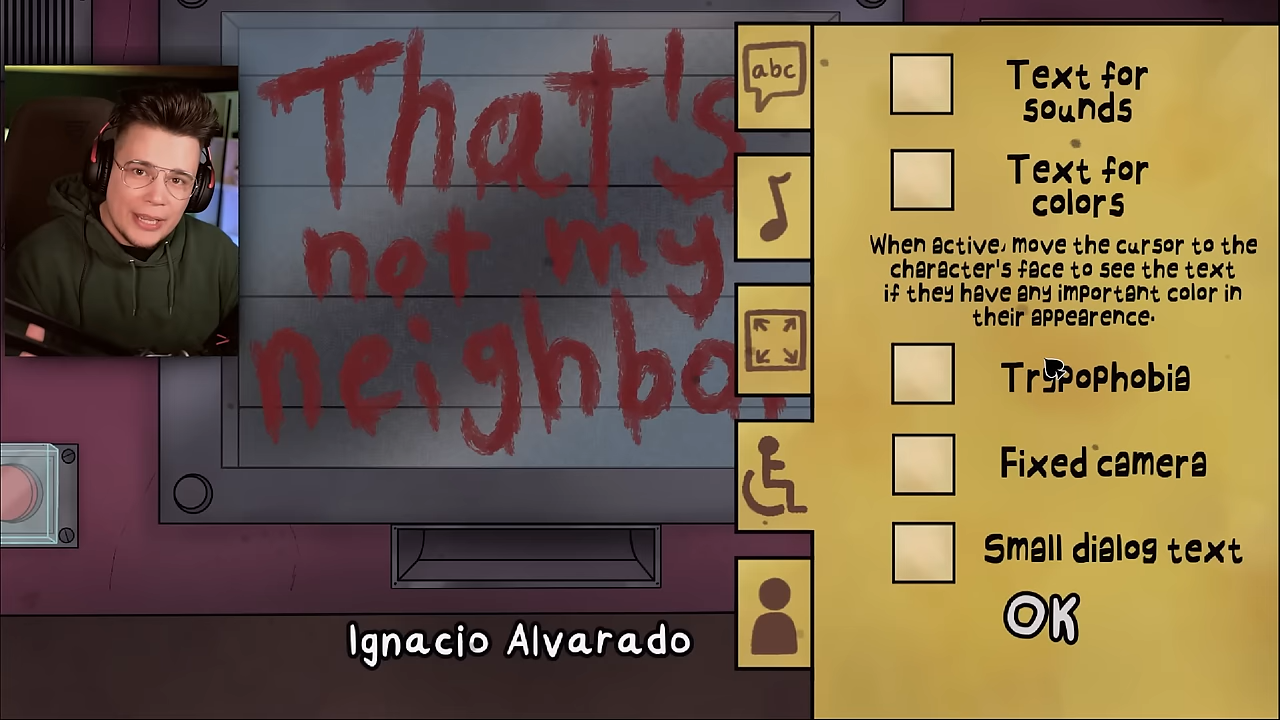 That's
not my
neighbo
Ignacio Alvarado
abc
Text for
sounds
Text for
colors
When active, move the cursor to the
character's face to see the text
if they have any important color in
their appearence.
Trypophobia
Fixed camera
Small dialog text
OK